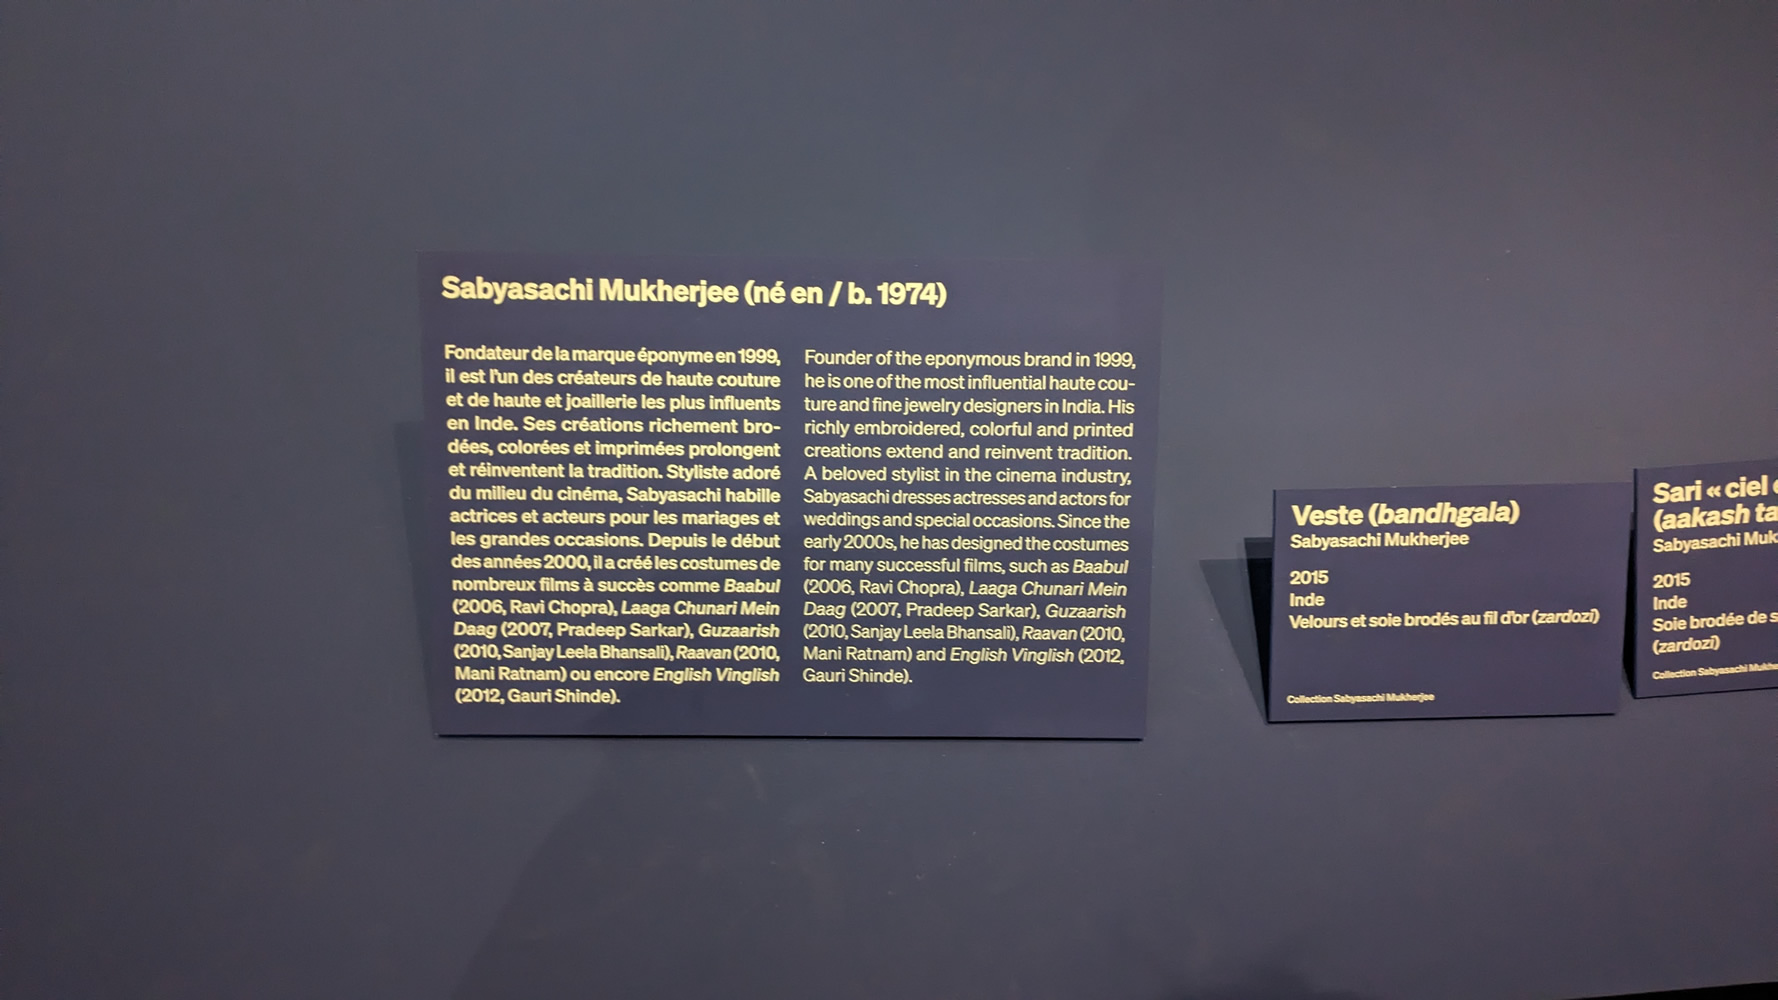 Sabyasachi Mukherjee (né en / b. 1974)
Fondateur de la marque éponyme en 1999,
il est l'un des créateurs de haute couture
et de haute et joaillerie les plus influents
en Inde. Ses créations richement bro-
dées, colorées et imprimées prolongent
et réinventent la tradition. Styliste adoré
du milieu du cinéma, Sabyasachi habille
actrices et acteurs pour les mariages et
les grandes occasions. Depuis le début
des années 2000, il a créé les costumes de
nombreux films à succès comme Baabul
(2006, Ravi Chopra), Laaga Chunari Mein
Daag (2007, Pradeep Sarkar), Guzaarish
(2010, Sanjay Leela Bhansali), Raavan (2010,
Mani Ratnam) ou encore English Vinglish
(2012, Gauri Shinde).
Founder of the eponymous brand in 1999,
he is one of the most influential haute cou-
ture and fine jewelry designers in India. His
richly embroidered, colorful and printed
creations extend and reinvent tradition.
A beloved stylist in the cinema industry,
Sabyasachi dresses actresses and actors for
weddings and special occasions. Since the
early 2000s, he has designed the costumes
for many successful films, such as Baabul
(2006, Ravi Chopra), Laaga Chunari Mein
Daag (2007, Pradeep Sarkar), Guzaarish
(2010, Sanjay Leela Bhansali), Raavan (2010,
Mani Ratnam) and English Vinglish (2012,
Gauri Shinde).
Veste (bandhgala)
Sabyasachi Mukherjee
2015
Inde
Velours et soie brodés au fil d'or (zardozi)
Collection Sabyasachi Mukherjee
Sari « ciel
(aakash
Sabyasachi
2015
Inde
Soie brodée de
(zardozi)
Collection Sabyasachi